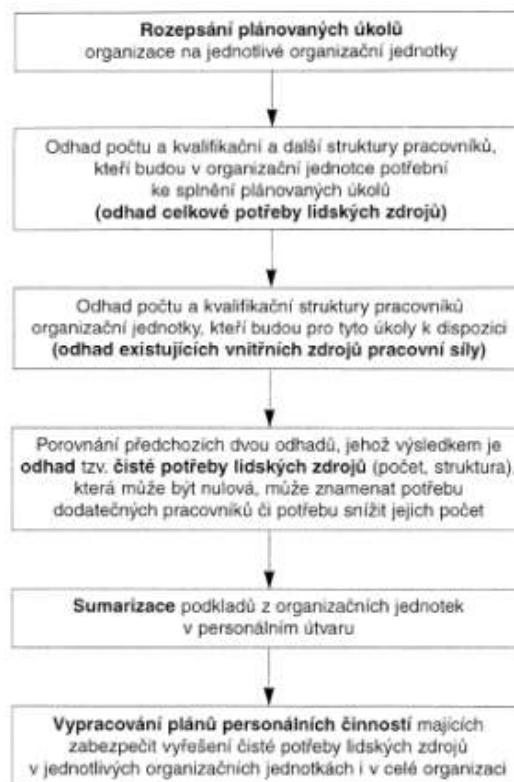 Rozepsání plánovaných úkolů
organizace na jednotlivé organizační jednotky
Odhad počtu a kvalifikační a další struktury pracovníků,
kteří budou v organizační jednotce potřební
ke splnění plánovaných úkolů
(odhad celkové potřeby lidských zdrojů)
Odhad počtu a kvalifikační struktury pracovníků
organizační jednotky, kteří budou pro tyto úkoly k dispozici
(odhad existujících vnitřních zdrojů pracovní síly)
Porovnání předchozích dvou odhadů, jehož výsledkem je
odhad tzv. čisté potřeby lidských zdrojů (počet, struktura),
která může být nulová, může znamenat potřebu
dodatečných pracovníků či potřebu snížit jejich počet
Sumarizace podkladů z organizačních jednotek
v personálním útvaru
Vypracování plánů personálních činností majících
zabezpečit vyřešení čisté potřeby lidských zdrojů
v jednotlivých organizačních jednotkách i v celé organizaci